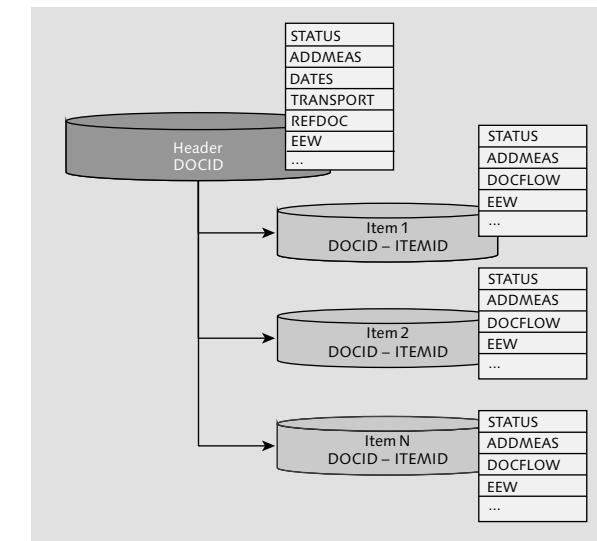 STATUS
ADDMEAS
DATES
TRANSPORT
REFDOC
EEW
...
Header
DOCID
STATUS
ADDMEAS
DOCFLOW
EEW
...
Item 1
DOCID – ITEMID
STATUS
ADDMEAS
DOCFLOW
EEW
...
Item 2
DOCID – ITEMID
STATUS
ADDMEAS
DOCFLOW
EEW
...
Item N
DOCID – ITEMID